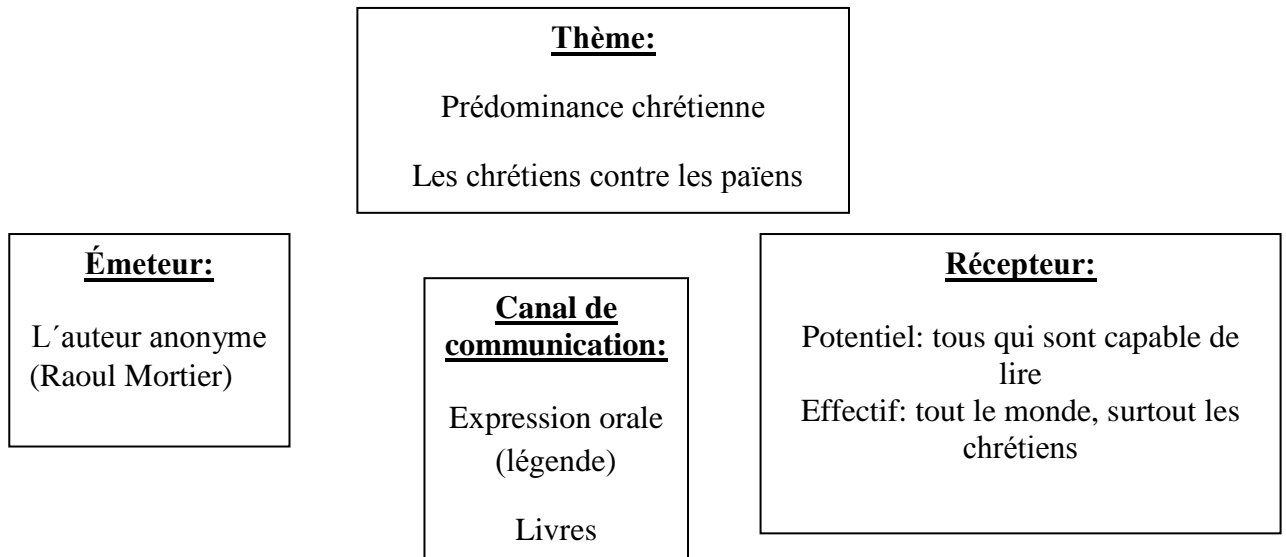 Thème:
Prédominance chrétienne
Les chrétiens contre les païens
Émeteur:
L´auteur anonyme
(Raoul Mortier)
Canal de
communication:
Expression orale
(légende)
Livres
Récepteur:
Potentiel: tous qui sont capable de
lire
Effectif: tout le monde, surtout les
chrétiens